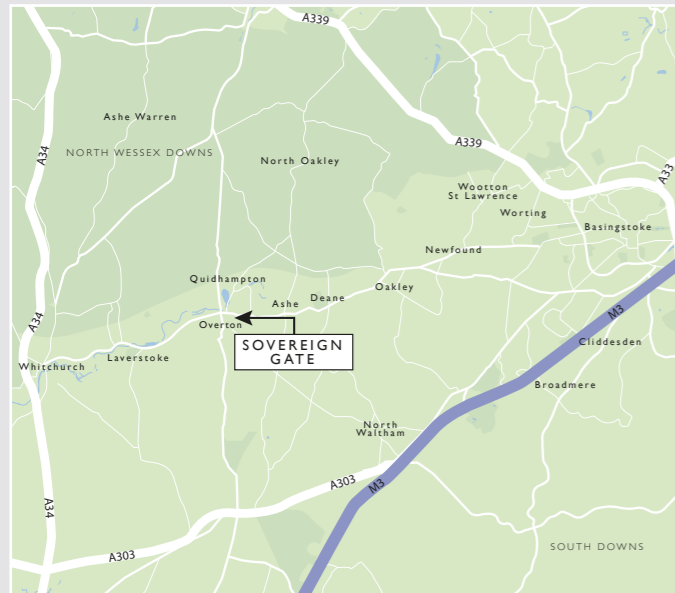 A339
Ashe Warren
A34
NORTH WESSEX DOWNS
North Oakley
A339
A33
Wootton
St Lawrence
Worting
Basingstoke
Newfound
Quidhampton
Oakley
Ashe
Deane
A34
Overton
M3
SOVEREIGN
GATE
Cliddesden
Laverstoke
Whitchurch
Broadmere
North
Waltham
A303
M3
A34
A303
SOUTH DOWNS